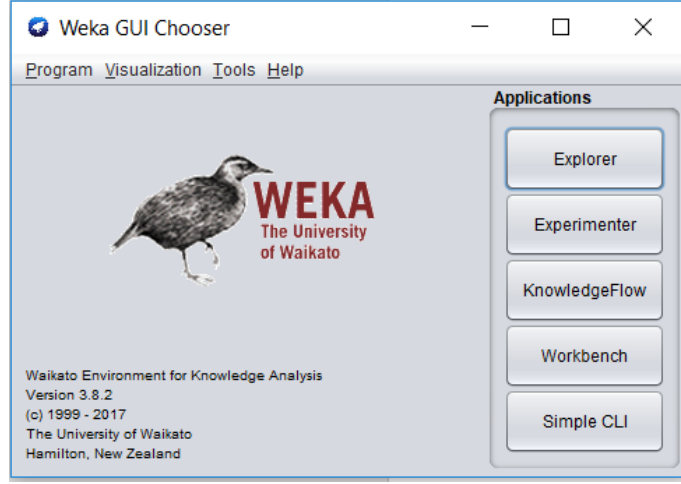 Weka GUI Chooser
Program Visualization Tools Help
Applications
Explorer
Experimenter
KnowledgeFlow
Workbench
Simple CLI
WEKA
The University
of Waikato
Waikato Environment for Knowledge Analysis
Version 3.8.2
(c) 1999 - 2017
The University of Waikato
Hamilton, New Zealand